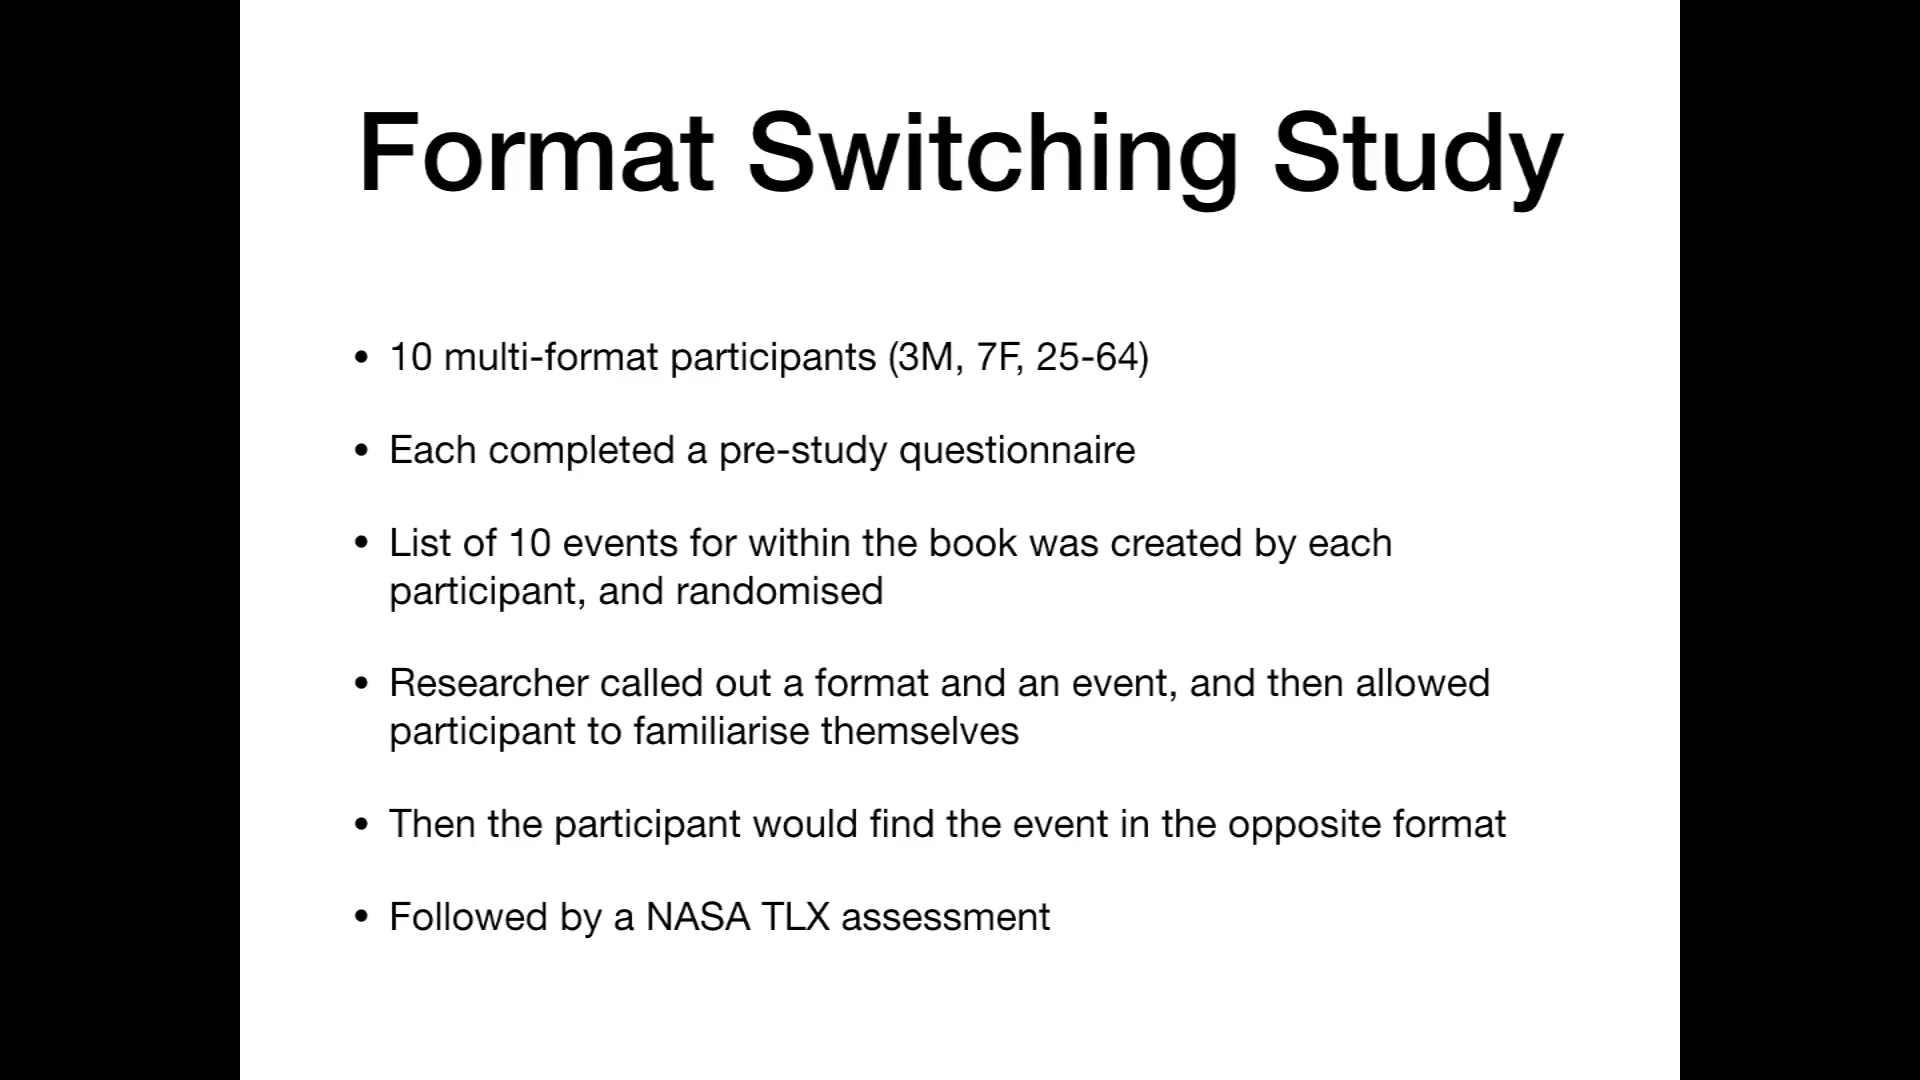 Format Switching Study
• 10 multi-format participants (3M, 7F, 25-64)
• Each completed a pre-study questionnaire
• List of 10 events for within the book was created by each
participant, and randomised
• Researcher called out a format and an event, and then allowed
participant to familiarise themselves
• Then the participant would find the event in the opposite format
• Followed by a NASA TLX assessment